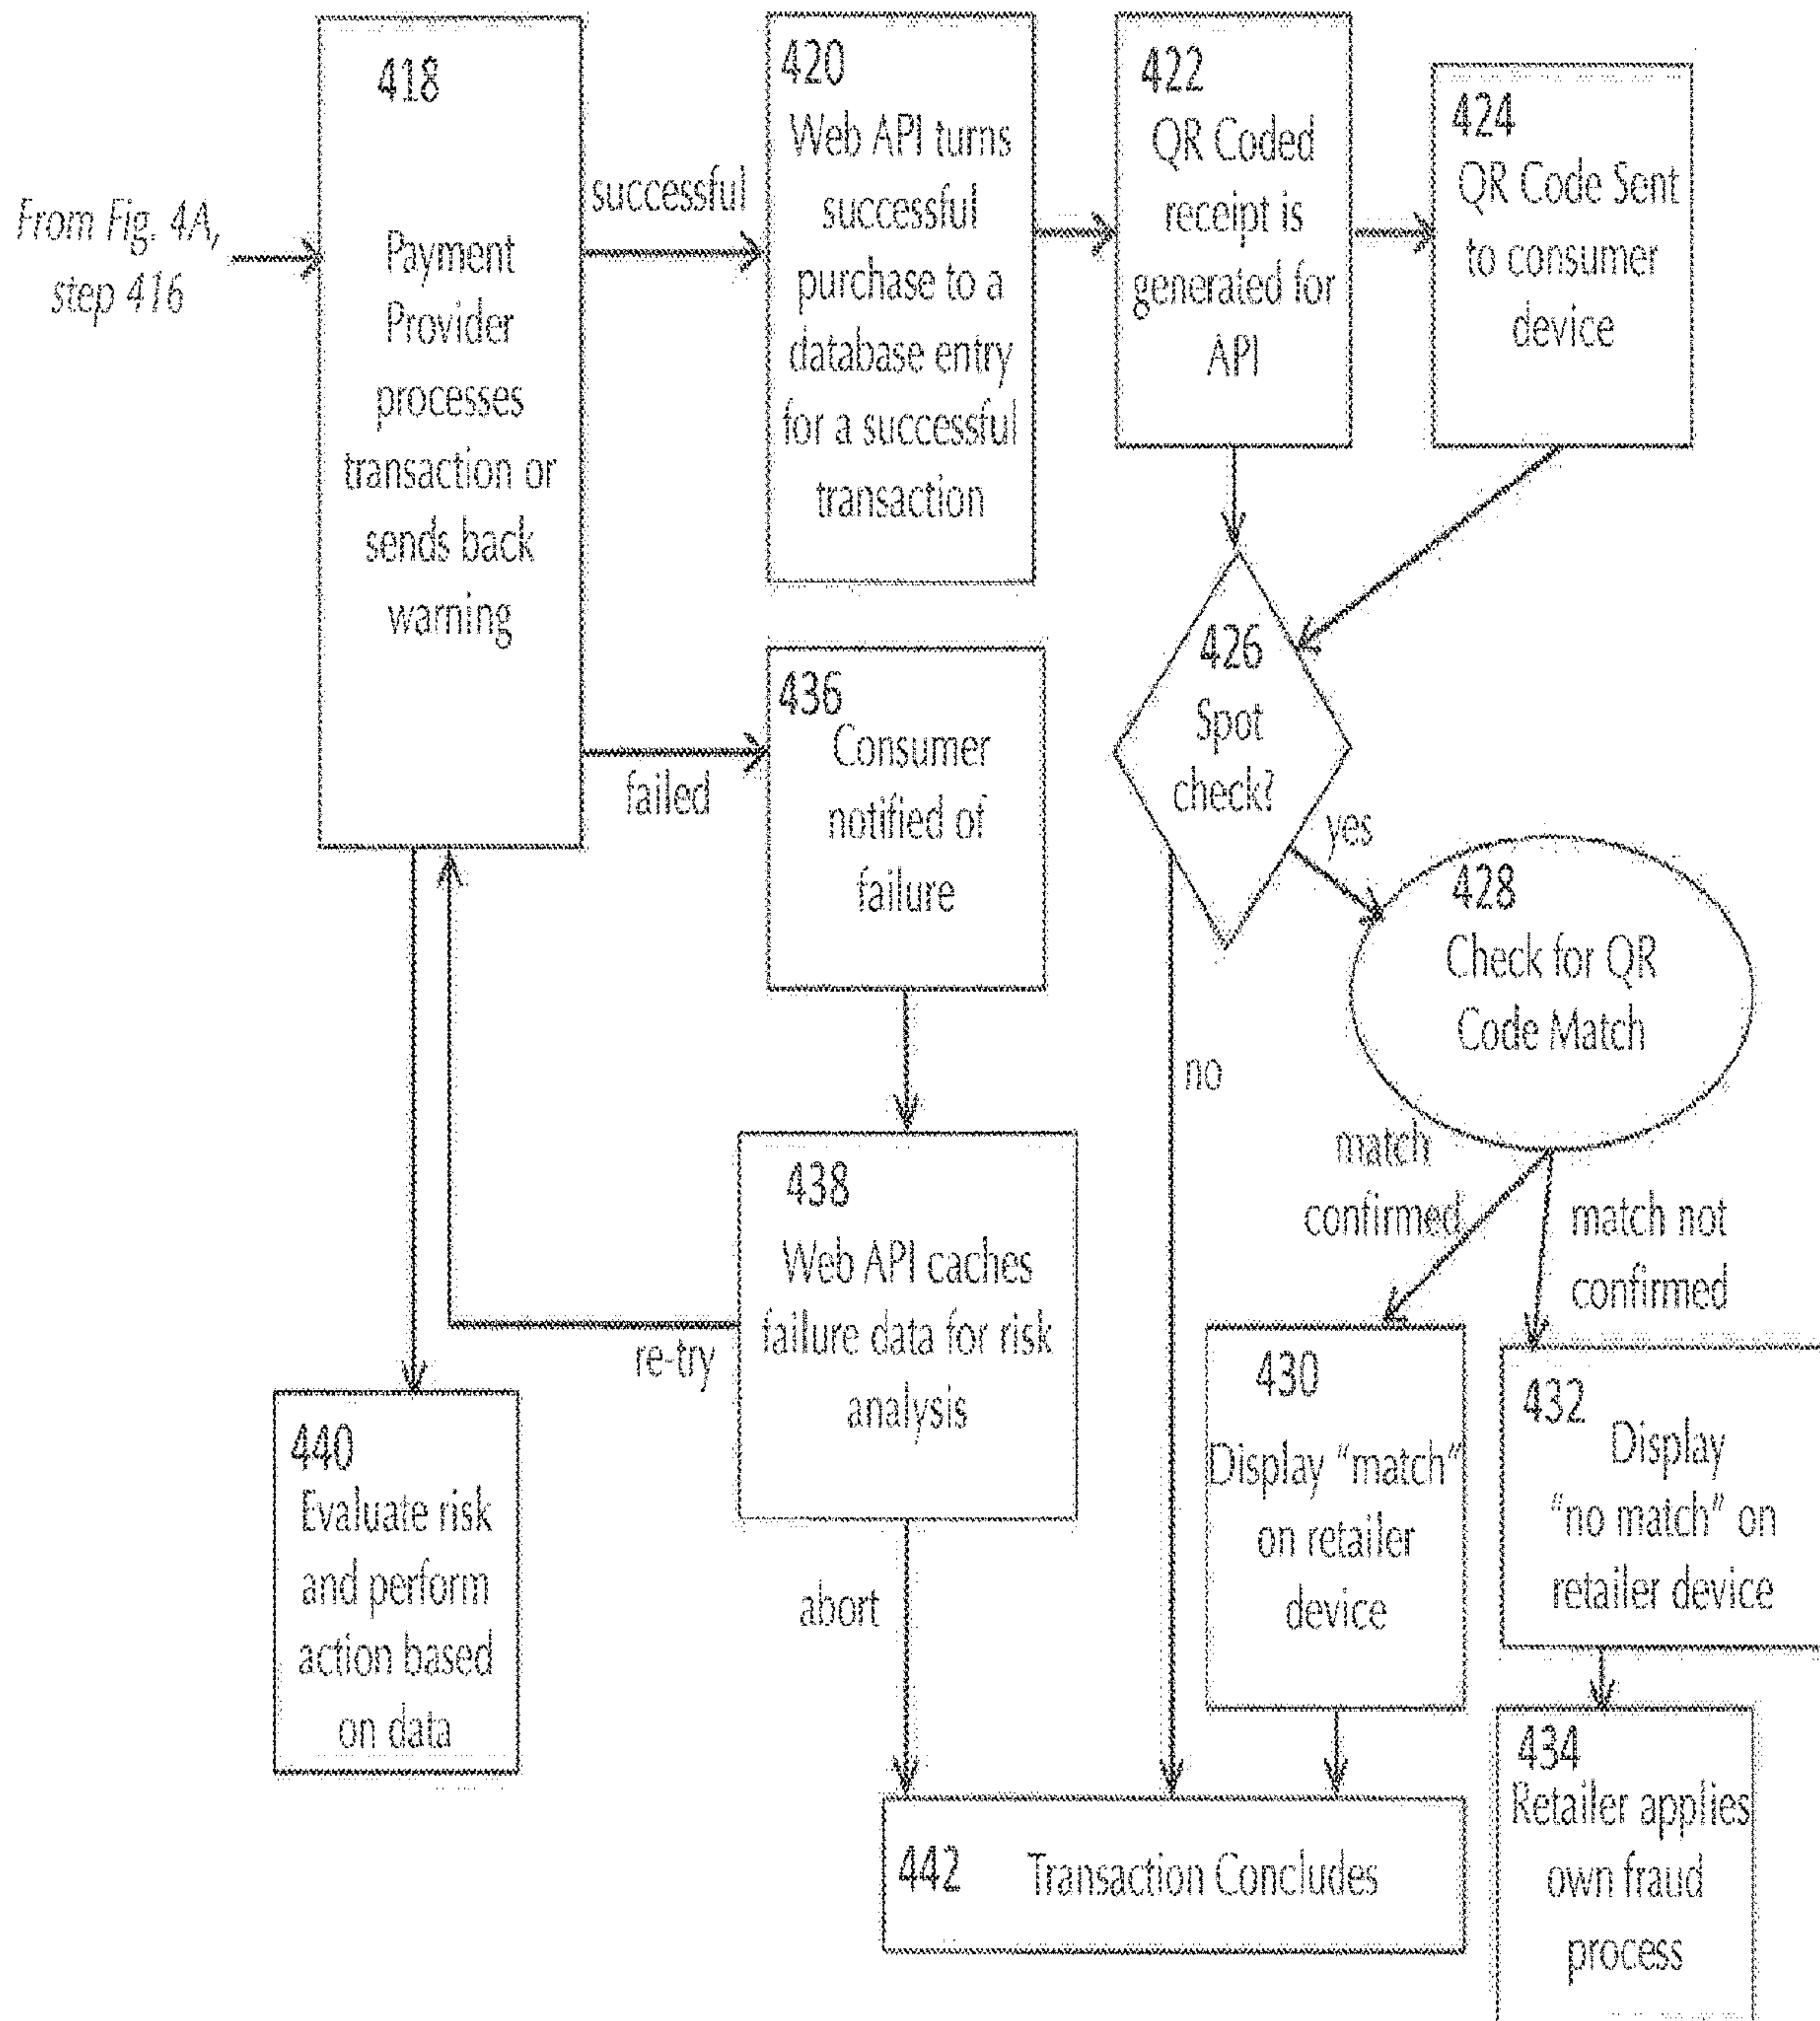 From Fig. 4A,
step 416
418
Payment
Provider
processes
transaction or
sends back
warning
successful
420
Web API turns
successful
purchase to a
database entry
for a successful
transaction
422
QR Coded
receipt is
generated for
API
424
QR Code Sent
to consumer
device
failed
436
Consumer
notified of
failure
426
Spot
check?
yes
no
428
Check for QR
Code Match
match
confirmed
match not
confirmed
438
Web API caches
failure data for risk
analysis
re-try
abort
440
Evaluate risk
and perform
action based
on data
430
Display “match”
on retailer
device
432
Display
“no match” on
retailer device
434
Retailer applies
own fraud
process
442
Transaction Concludes